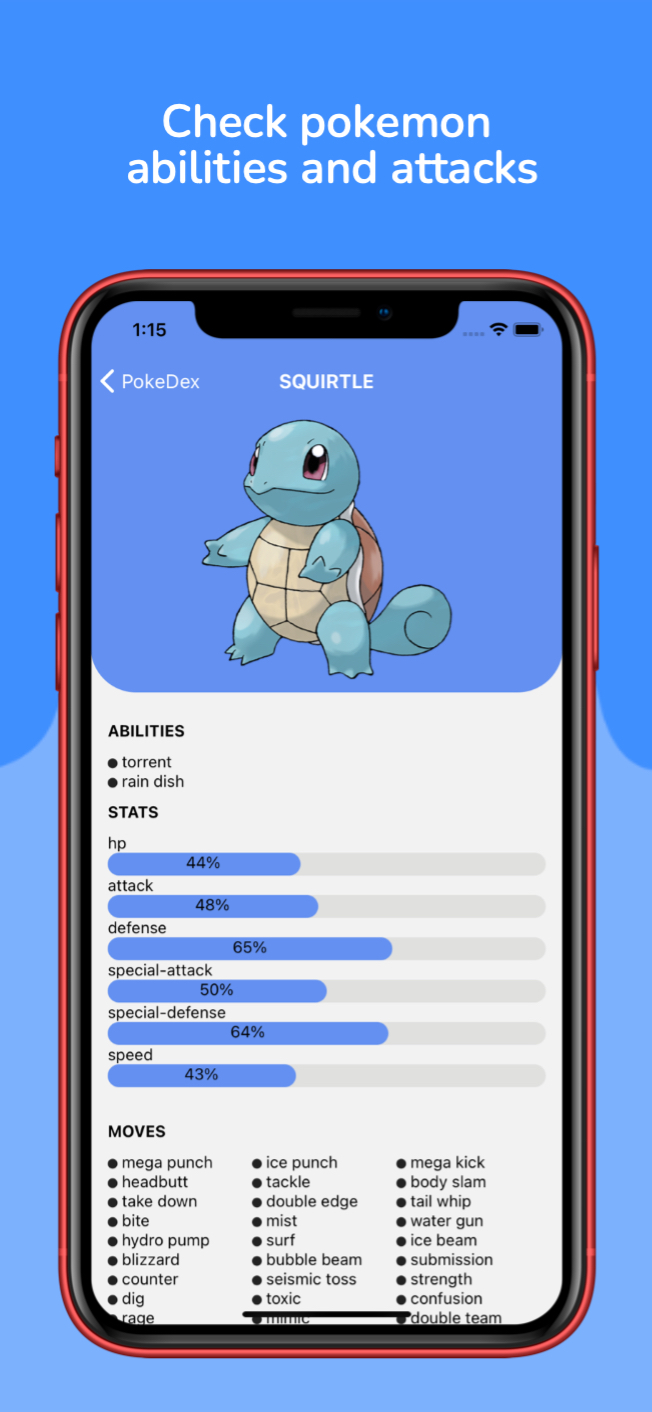 Check pokemon
abilities and attacks
1:15
PokeDex
SQUIRTLE
ABILITIES
● torrent
● rain dish
STATS
hp
44%
attack
48%
defense
65%
special-attack
50%
special-defense
64%
speed
43%
MOVES
● mega punch ● ice punch ● mega kick
● headbutt ● tackle ● body slam
● take down ● double edge ● tail whip
● bite ● mist ● water gun
● hydro pump ● surf ● ice beam
● blizzard ● bubble beam ● submission
● counter ● seismic toss ● strength
● dig ● toxic ● confusion
● rage ● mimic ● double team